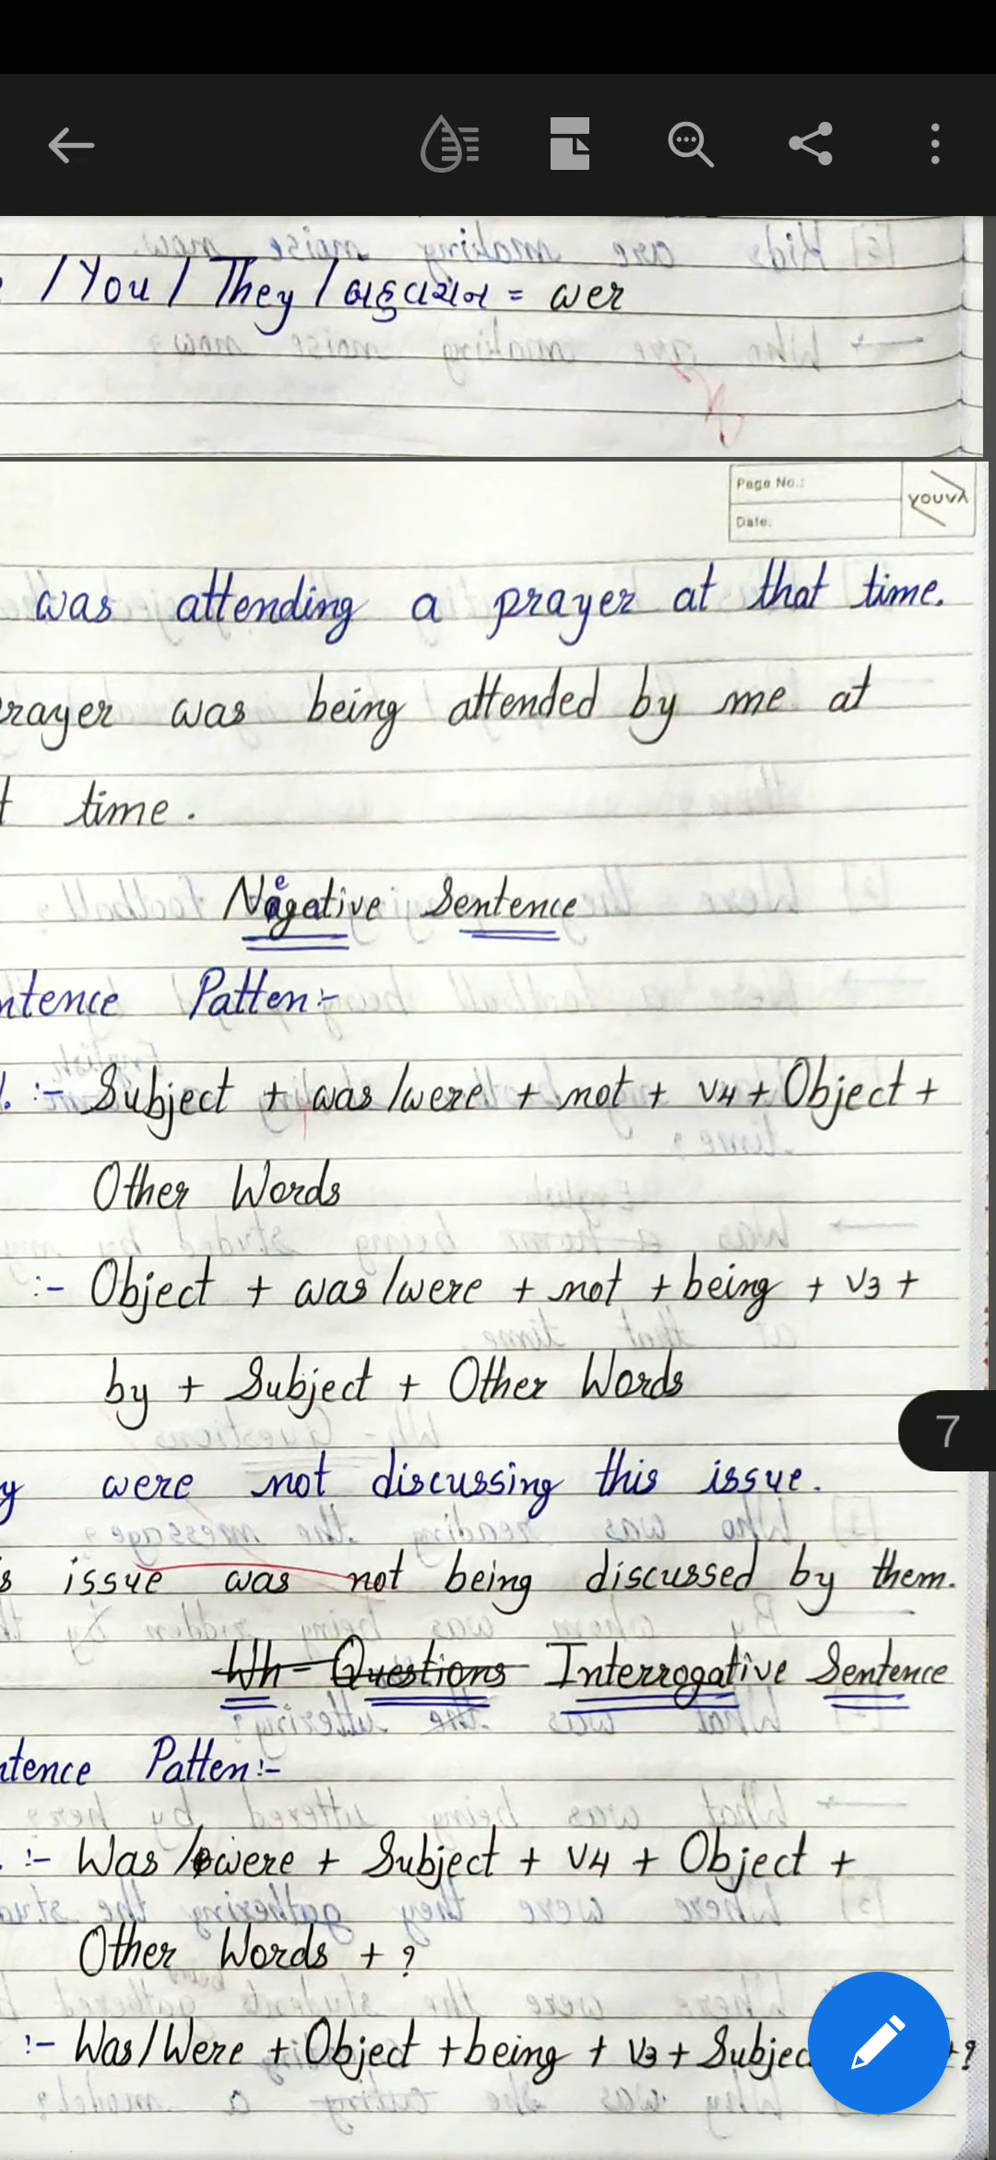 / You / They / બહુવચન = wer
Page No.:
Date:
YOUVA
was attending a prayer at that time.
rayer was being attended by me at
t time.
Negative Sentence
ntence Patten:-
:- Subject + was /were + not + V4 + Object +
Other Words
:- Object + was /were + not + being + V3 +
by + Subject + Other Words
y were not discussing this issue.
s issue was not being discussed by them.
Wh-Questions Interrogative Sentence
ntence Patten:-
:- Was /were + Subject + V4 + Object +
Other Words + ?
:- Was/Were + Object + being + V3 + Subjec + ?
7